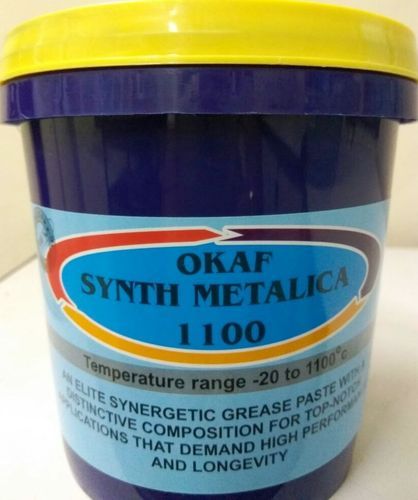 OKAF
SYNTH METALICA
1100
Temperature range -20 to 1100°c
AN ELITE SYNERGETIC GREASE PASTE WITH A
DISTINCTIVE COMPOSITION FOR TOP-NOTCH
APPLICATIONS THAT DEMAND HIGH PERFORMANCE
AND LONGEVITY